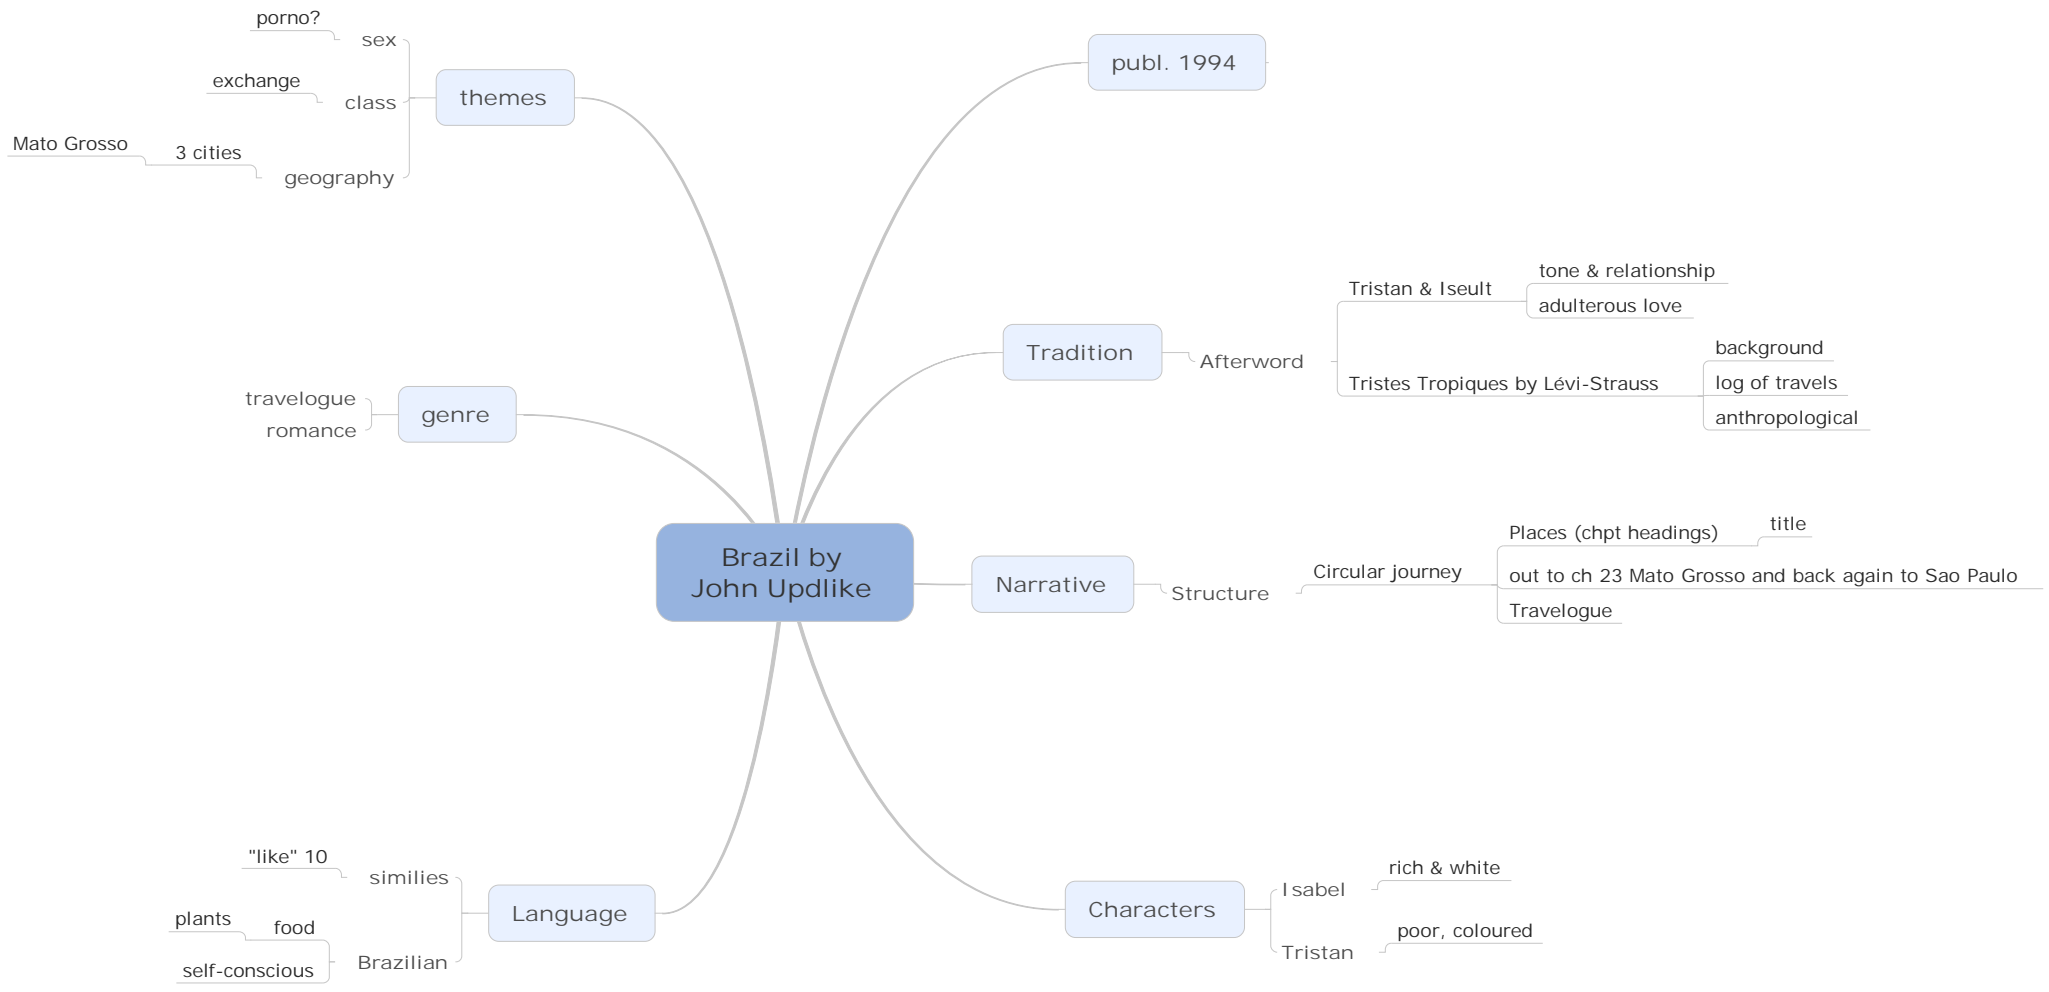 Brazil by
John Updlike
publ. 1994
Tradition
Afterword
Tristan & Iseult
tone & relationship
adulterous love
Tristes Tropiques by Lévi-Strauss
background
log of travels
anthropological
Narrative
Structure
Circular journey
Places (chpt headings)
title
out to ch 23 Mato Grosso and back again to Sao Paulo
Travelogue
Characters
Isabel
rich & white
Tristan
poor, coloured
themes
sex
porno?
class
exchange
geography
3 cities
Mato Grosso
genre
travelogue
romance
Language
similies
"like" 10
Brazilian
food
plants
self-conscious